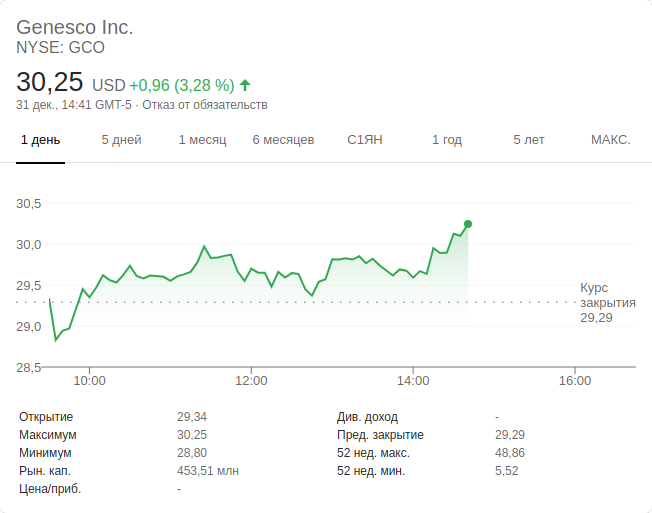 Genesco Inc.
NYSE: GCO
30,25 USD +0,96 (3,28 %)
31 дек., 14:41 GMT-5 · Отказ от обязательств
1 день 5 дней 1 месяц 6 месяцев С1ЯН 1 год 5 лет МАКС.
30,5
30,0
29,5
29,0
28,5
Курс
закрытия
29,29
10:00 12:00 14:00 16:00
Открытие 29,34 Див. доход -
Максимум 30,25 Пред. закрытие 29,29
Минимум 28,80 52 нед. макс. 48,86
Рын. кап. 453,51 млн 52 нед. мин. 5,52
Цена/приб. -